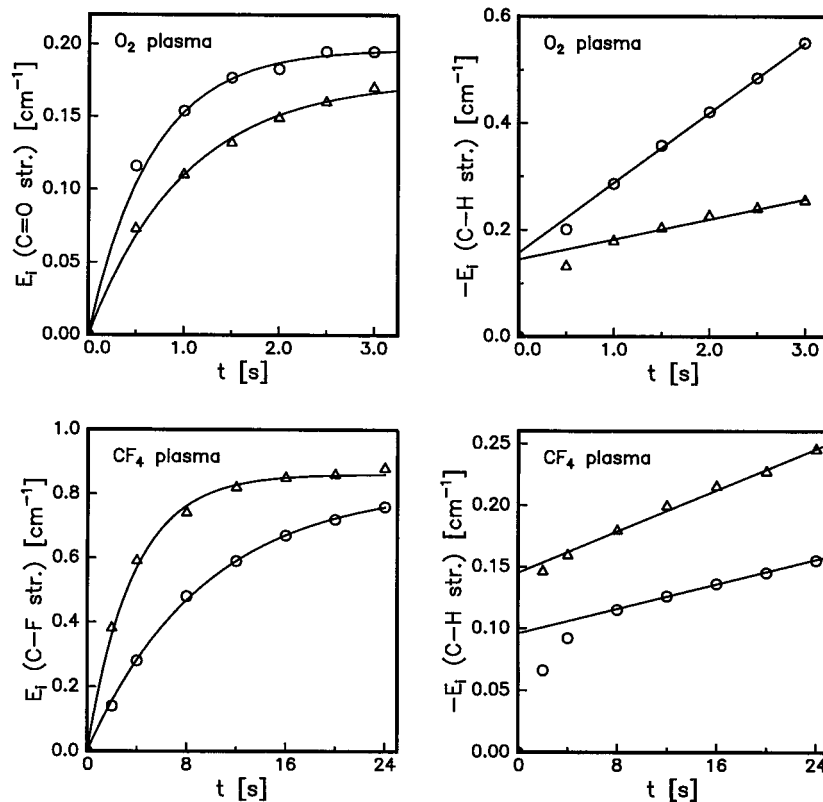 O₂ plasma
0.20
0.15
0.10
0.05
0.00
Eᵢ (C=O str.) [cm⁻¹]
0.0 1.0 2.0 3.0
t [s]
O₂ plasma
0.6
0.4
0.2
0.0
−Eᵢ (C−H str.) [cm⁻¹]
0.0 1.0 2.0 3.0
t [s]
CF₄ plasma
1.0
0.8
0.6
0.4
0.2
0.0
Eᵢ (C−F str.) [cm⁻¹]
0 8 16 24
t [s]
CF₄ plasma
0.25
0.20
0.15
0.10
0.05
0.00
−Eᵢ (C−H str.) [cm⁻¹]
0 8 16 24
t [s]